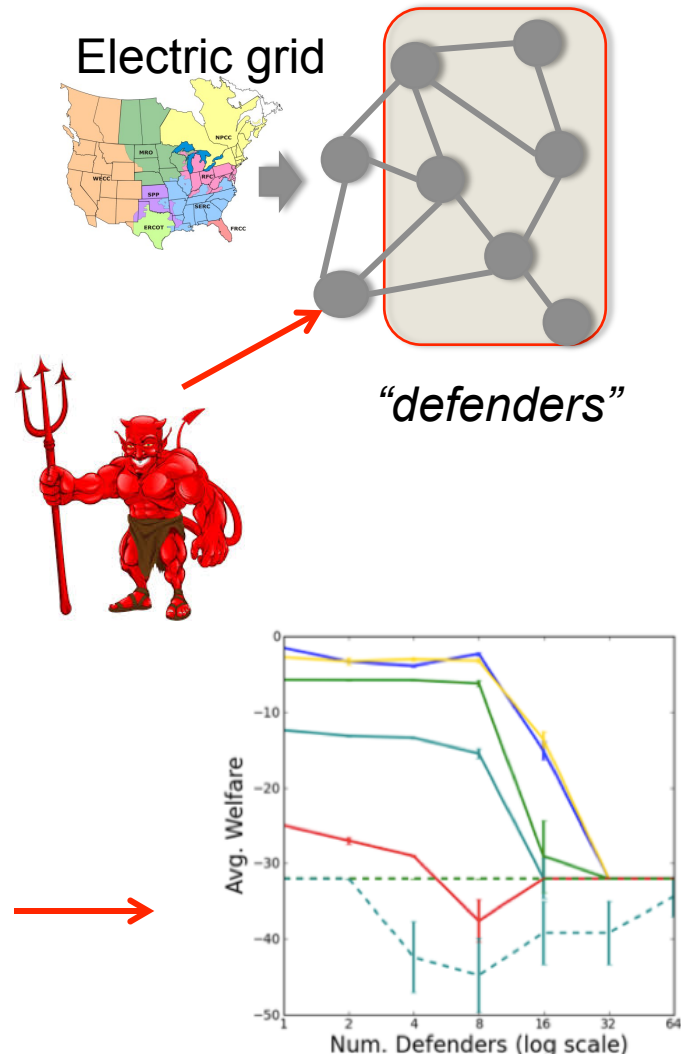 Electric grid
NPCC
MRO
WECC
RFC
SPP
SERC
ERCOT
FRCC
“defenders”
0
−10
−20
−30
−40
−50
Avg. Welfare
1 2 4 8 16 32 64
Num. Defenders (log scale)